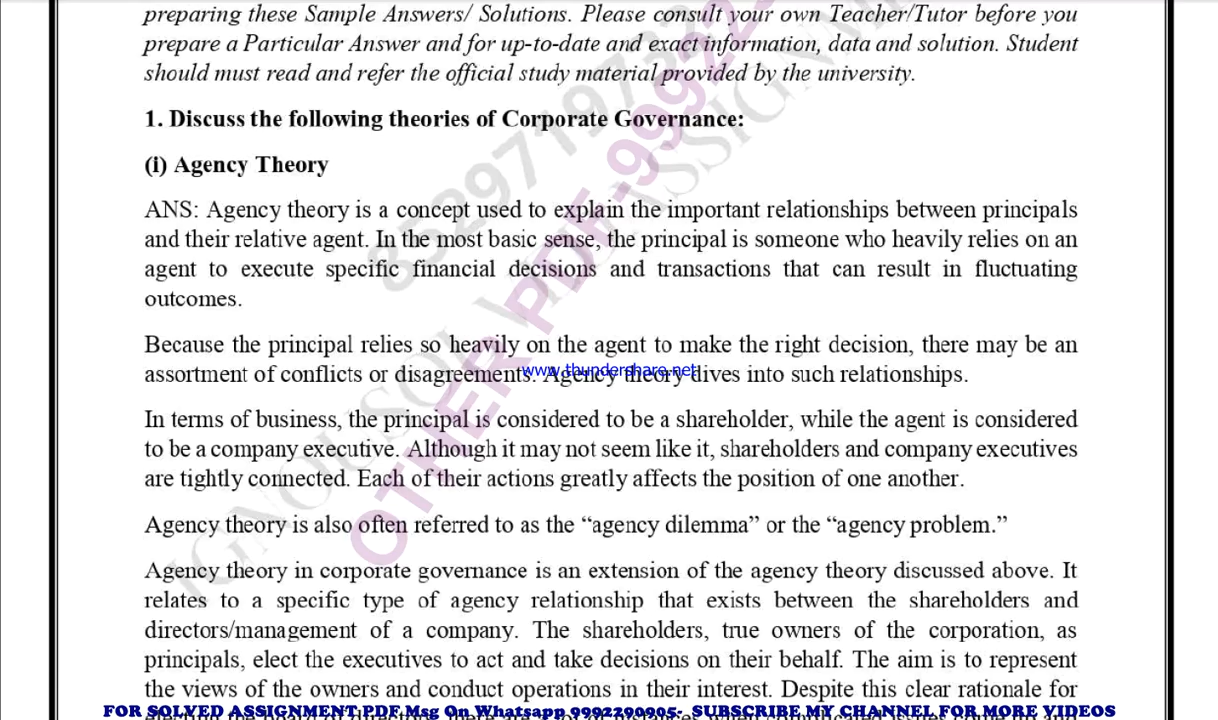 preparing these Sample Answers/ Solutions. Please consult your own Teacher/Tutor before you
prepare a Particular Answer and for up-to-date and exact information, data and solution. Student
should must read and refer the official study material provided by the university.
1. Discuss the following theories of Corporate Governance:
(i) Agency Theory
ANS: Agency theory is a concept used to explain the important relationships between principals
and their relative agent. In the most basic sense, the principal is someone who heavily relies on an
agent to execute specific financial decisions and transactions that can result in fluctuating
outcomes.
Because the principal relies so heavily on the agent to make the right decision, there may be an
assortment of conflicts or disagreements. Agency theory dives into such relationships.
www.thundershare.net
In terms of business, the principal is considered to be a shareholder, while the agent is considered
to be a company executive. Although it may not seem like it, shareholders and company executives
are tightly connected. Each of their actions greatly affects the position of one another.
Agency theory is also often referred to as the “agency dilemma” or the “agency problem.”
Agency theory in corporate governance is an extension of the agency theory discussed above. It
relates to a specific type of agency relationship that exists between the shareholders and
directors/management of a company. The shareholders, true owners of the corporation, as
principals, elect the executives to act and take decisions on their behalf. The aim is to represent
the views of the owners and conduct operations in their interest. Despite this clear rationale for
FOR SOLVED ASSIGNMENT PDF Msg On Whatsapp 9992290905- SUBSCRIBE MY CHANNEL FOR MORE VIDEOS
OTHER PDF-99922